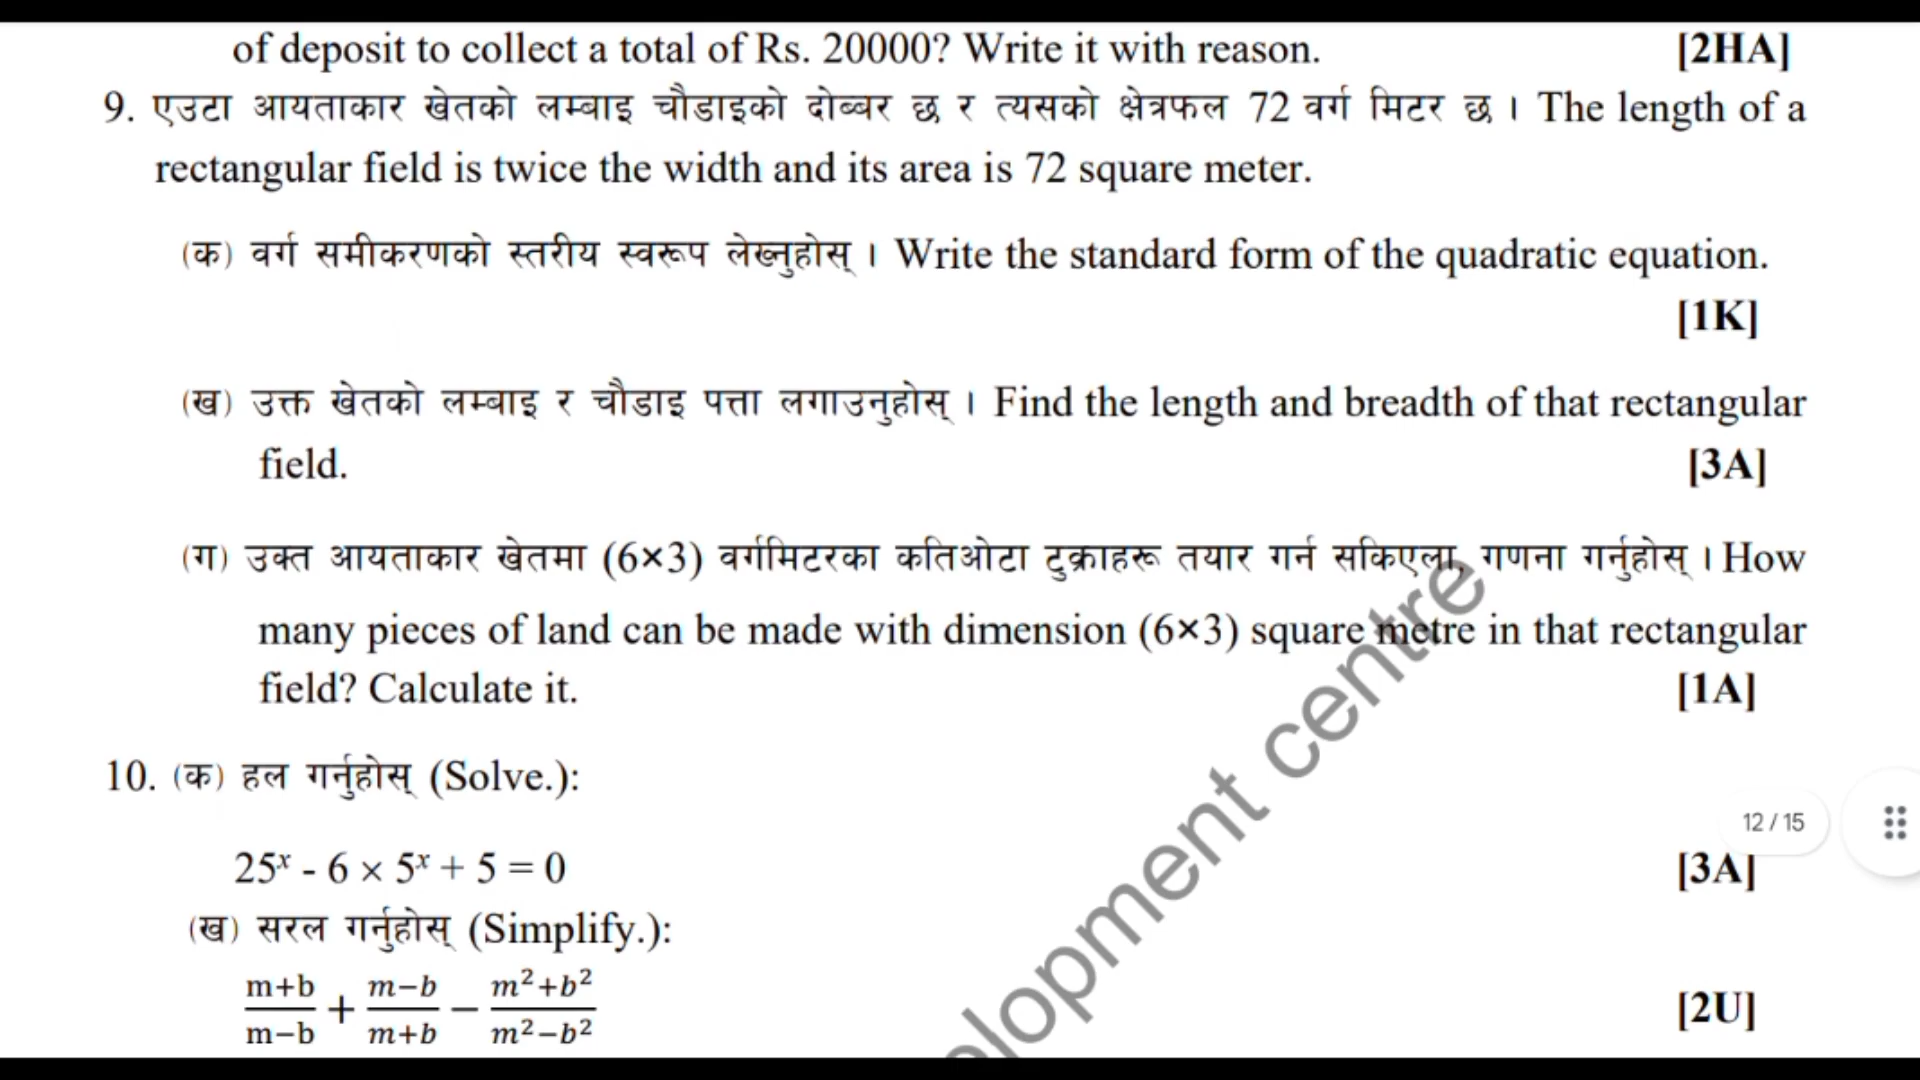 of deposit to collect a total of Rs. 20000? Write it with reason. [2HA]
9. एउटा आयताकार खेतको लम्बाइ चौडाइको दोब्बर छ र त्यसको क्षेत्रफल 72 वर्ग मिटर छ । The length of a
rectangular field is twice the width and its area is 72 square meter.
(क) वर्ग समीकरणको स्तरीय स्वरूप लेख्नुहोस् । Write the standard form of the quadratic equation.
[1K]
(ख) उक्त खेतको लम्बाइ र चौडाइ पत्ता लगाउनुहोस् । Find the length and breadth of that rectangular
field. [3A]
(ग) उक्त आयताकार खेतमा (6×3) वर्गमिटरका कतिओटा टुक्राहरू तयार गर्न सकिएला, गणना गर्नुहोस् । How
many pieces of land can be made with dimension (6×3) square metre in that rectangular
field? Calculate it. [1A]
10. (क) हल गर्नुहोस् (Solve.):
12 / 15
25ˣ - 6 × 5ˣ + 5 = 0 [3A]
(ख) सरल गर्नुहोस् (Simplify.):
m+b/m−b + m−b/m+b − m²+b²/m²−b² [2U]
elopment centre